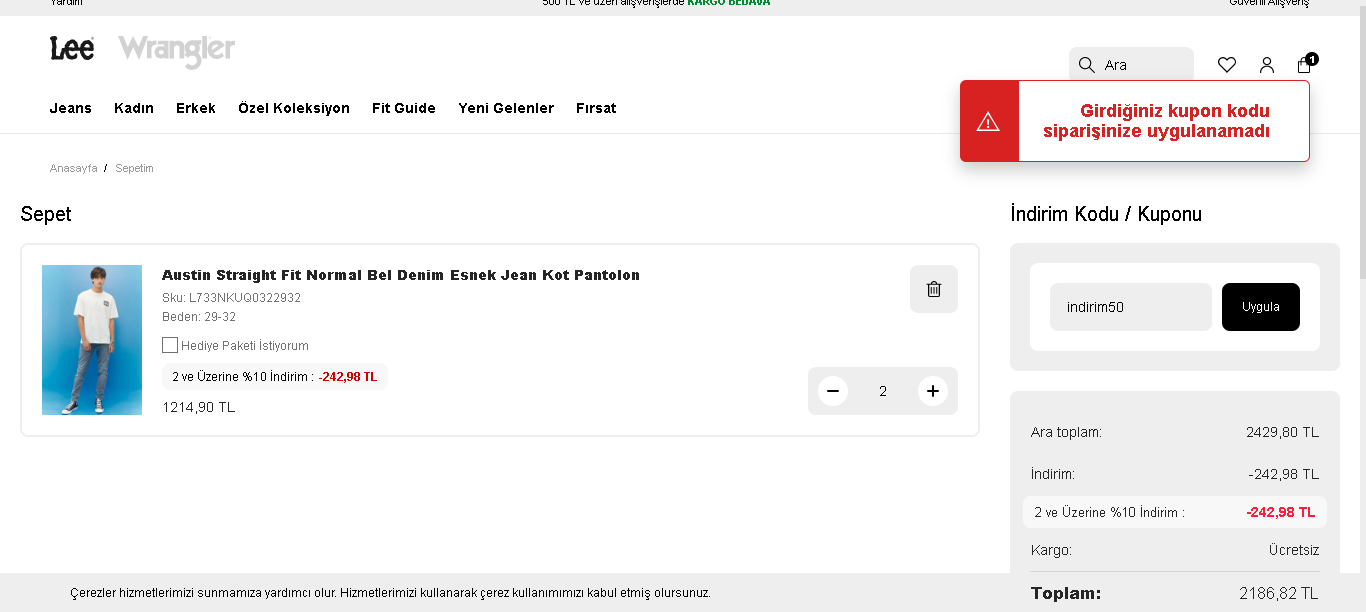 Yardım
500 TL ve üzeri alışverişlerde KARGO BEDAVA
Güvenli Alışveriş
Lee Wrangler
Ara
1
Jeans Kadın Erkek Özel Koleksiyon Fit Guide Yeni Gelenler Fırsat
Girdiğiniz kupon kodu
siparişinize uygulanamadı
Anasayfa / Sepetim
Sepet
Austin Straight Fit Normal Bel Denim Esnek Jean Kot Pantolon
Sku: L733NKUQ0322932
Beden: 29-32
Hediye Paketi İstiyorum
2 ve Üzerine %10 İndirim : -242,98 TL
1214,90 TL
2
İndirim Kodu / Kuponu
indirim50
Uygula
Ara toplam: 2429,80 TL
İndirim: -242,98 TL
2 ve Üzerine %10 İndirim : -242,98 TL
Kargo: Ücretsiz
Toplam: 2186,82 TL
Çerezler hizmetlerimizi sunmamıza yardımcı olur. Hizmetlerimizi kullanarak çerez kullanımımızı kabul etmiş olursunuz.